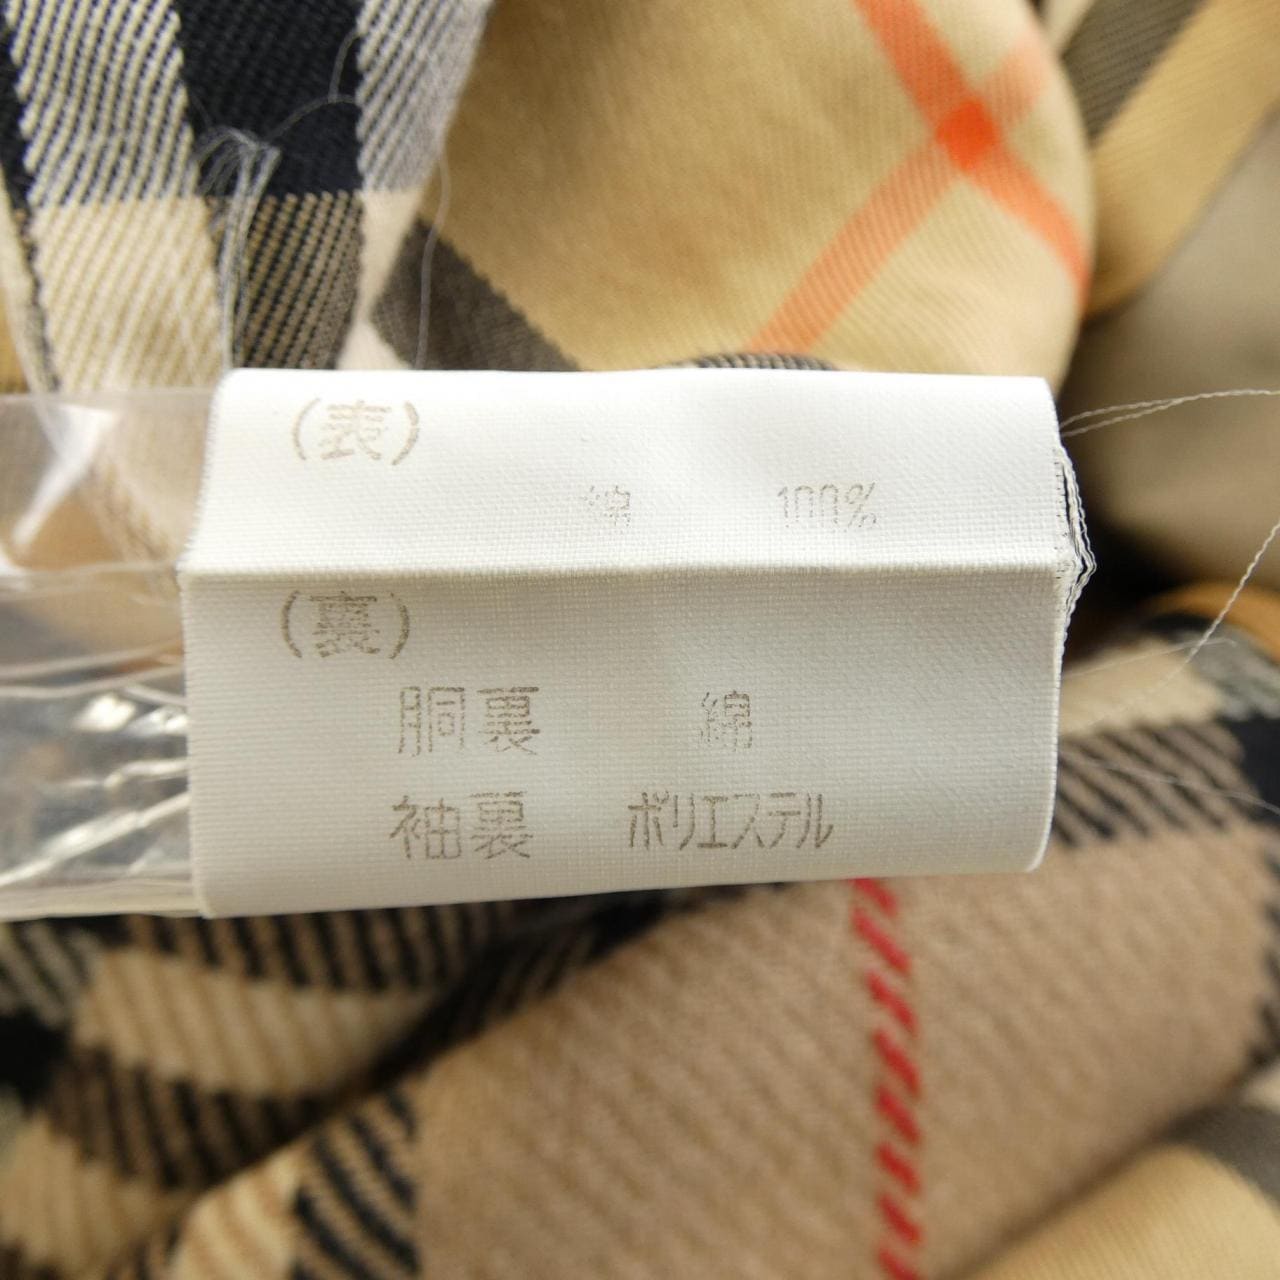 (表)
綿 100%
(裏)
胴裏 綿
袖裏 ポリエステル